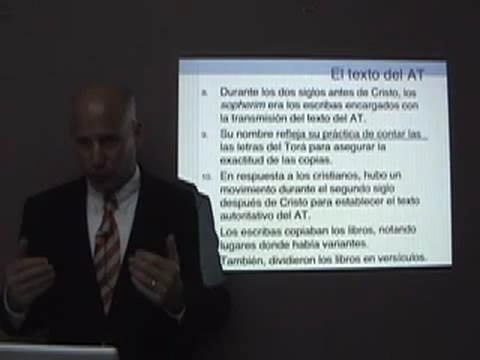 El texto del AT
8. Durante los dos siglos antes de Cristo, los
sopherim era los escribas encargados con
la transmisión del texto del AT.
9. Su nombre refleja su práctica de contar las
las letras del Torá para asegurar la
exactitud de las copias.
10. En respuesta a los cristianos, hubo un
movimiento durante el segundo siglo
después de Cristo para establecer el texto
autoritativo del AT.
Los escribas copiaban los libros, notando
lugares donde había variantes.
También, dividieron los libros en versículos.